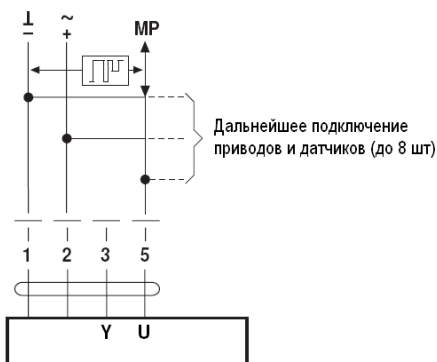 ⊥ ~
− + MP
Дальнейшее подключение
приводов и датчиков (до 8 шт)
1 2 3 5
Y U